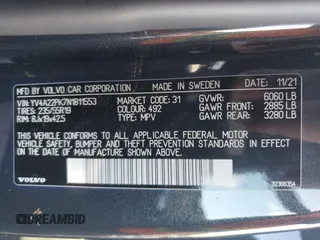 MFD BY VOLVO CAR CORPORATION MADE IN SWEDEN 11/21
VIN: YV4A22PK7N1811553 MARKET CODE: 31 GVWR: 6060 LB
TIRES: 235/55R19 COLOUR: 492 GAWR FRONT: 2885 LB
RIM: 8Jx19x42.5 TYPE: MPV GAWR REAR: 3280 LB
THIS VEHICLE CONFORMS TO ALL APPLICABLE FEDERAL MOTOR VEHICLE
SAFETY, BUMPER AND THEFT PREVENTION STANDARDS IN EFFECT ON
THE DATE OF MANUFACTURE SHOWN ABOVE.
VOLVO 32366354
DREAMBID